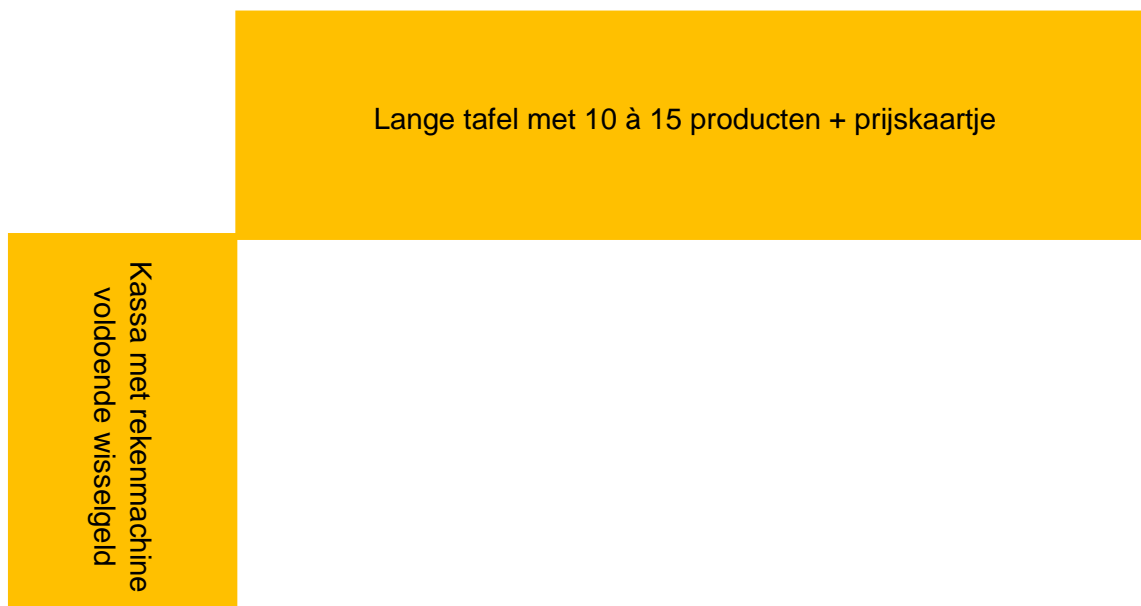 Lange tafel met 10 à 15 producten + prijskaartje
Kassa met rekenmachine
voldoende wisselgeld